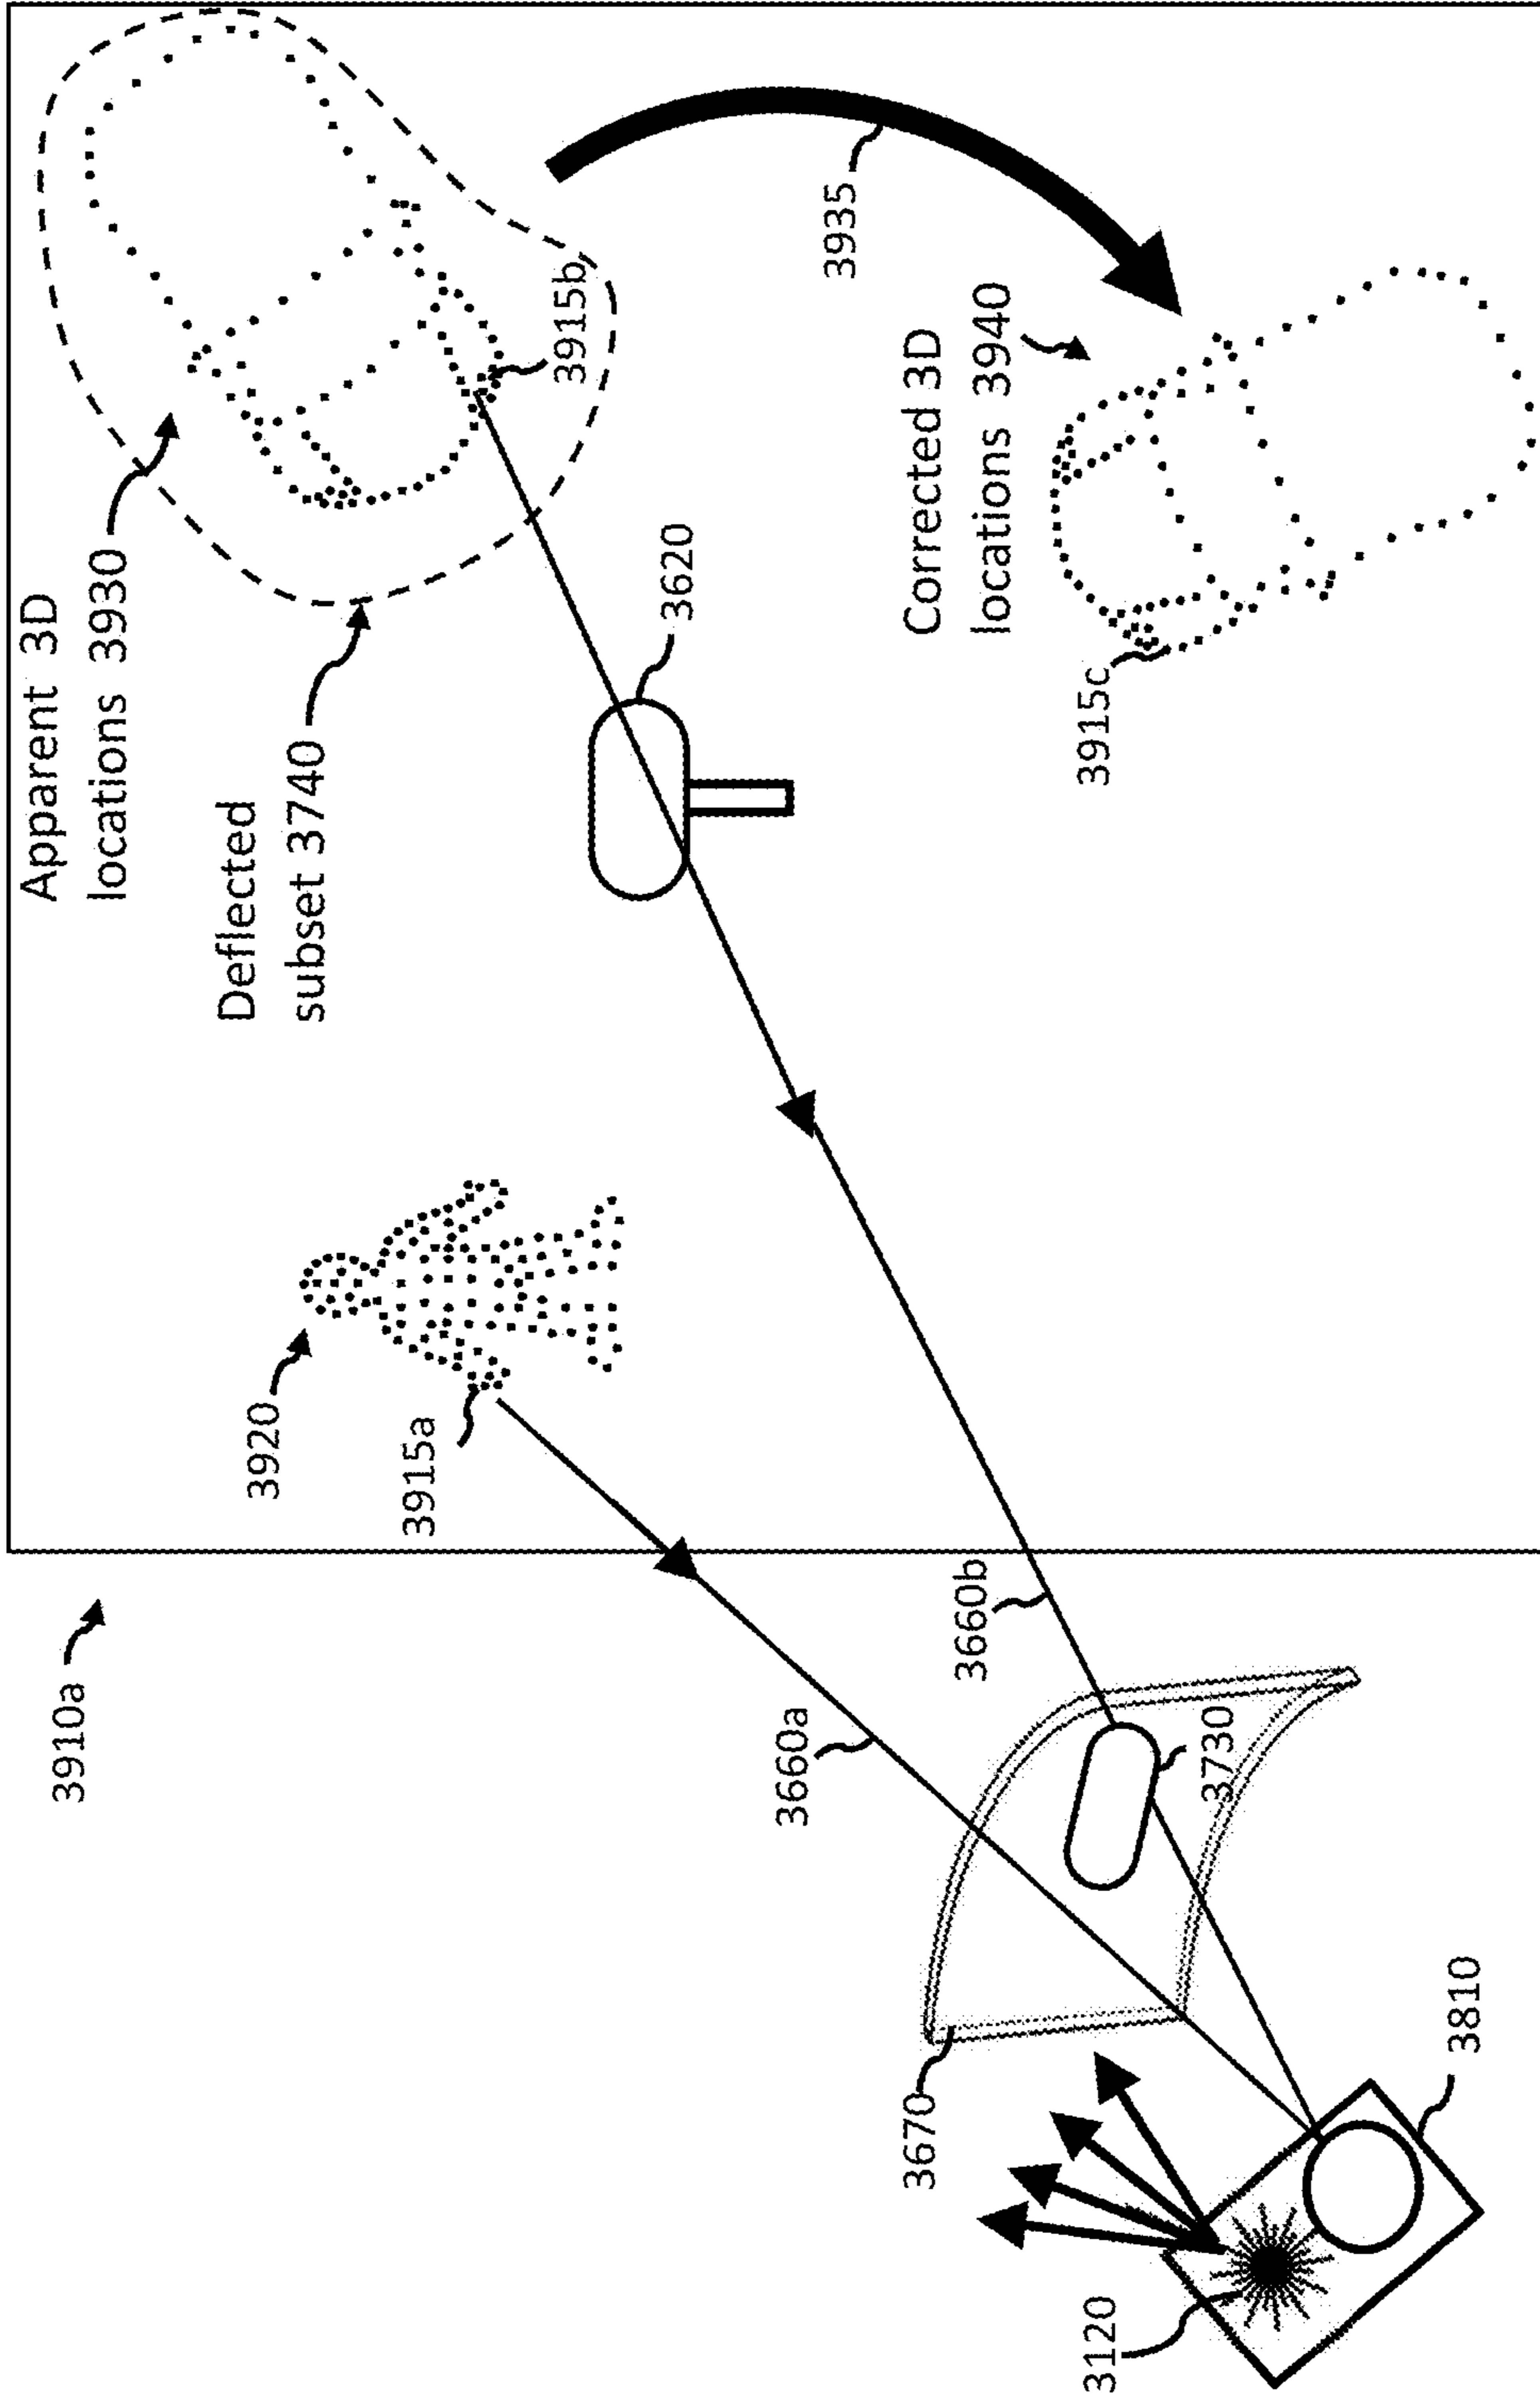 3910a
Apparent 3D
locations 3930
Deflected
subset 3740
3920
3915a
3915b
3620
3935
3660a
3660b
Corrected 3D
locations 3940
3915c
3670
3730
3120
3810